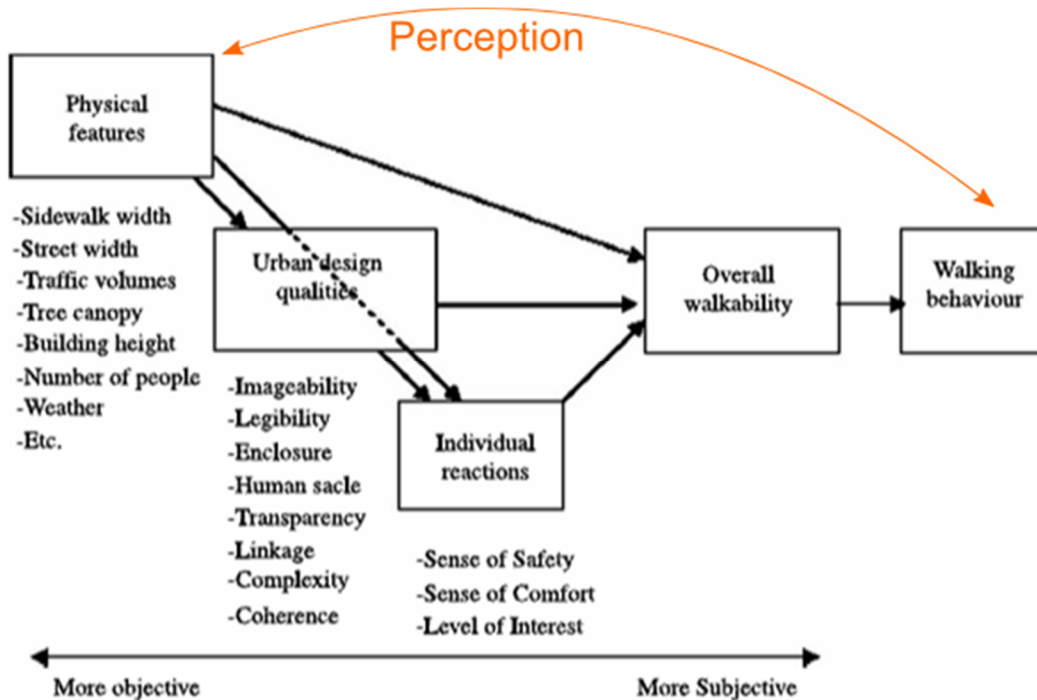 Perception
Physical
features
-Sidewalk width
-Street width
-Traffic volumes
-Tree canopy
-Building height
-Number of people
-Weather
-Etc.
Urban design
qualities
-Imageability
-Legibility
-Enclosure
-Human sacle
-Transparency
-Linkage
-Complexity
-Coherence
Individual
reactions
-Sense of Safety
-Sense of Comfort
-Level of Interest
Overall
walkability
Walking
behaviour
More objective
More Subjective